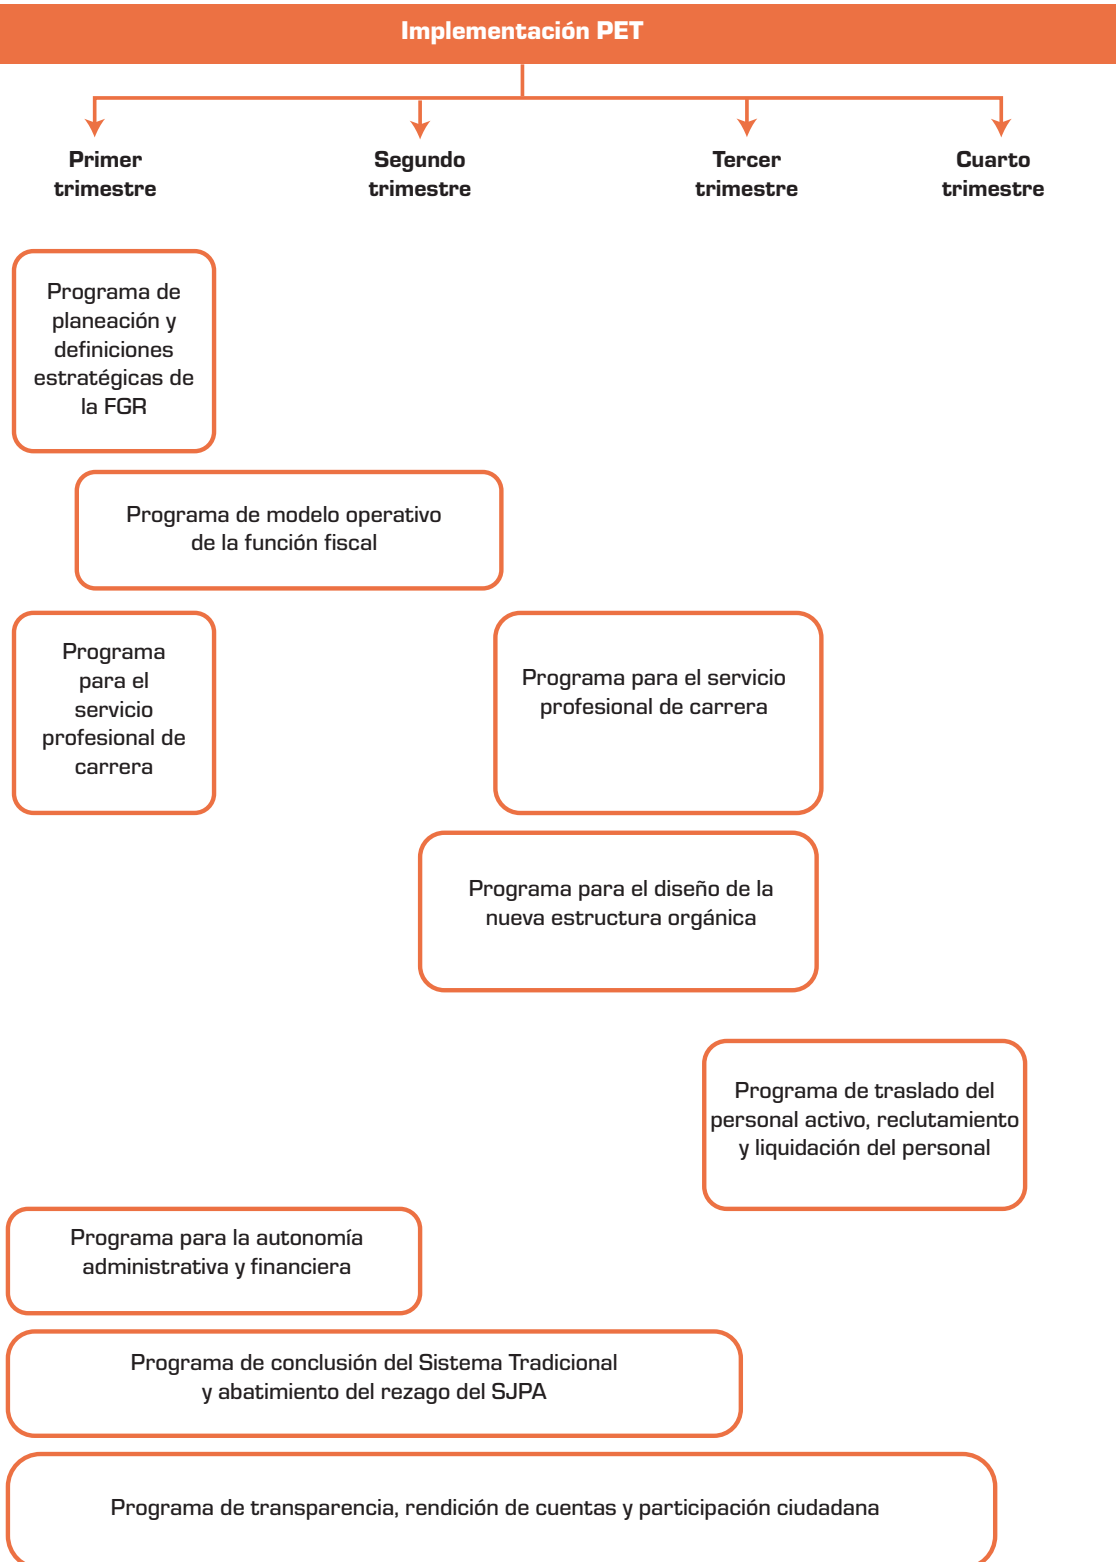 Implementación PET
Primer
trimestre
Segundo
trimestre
Tercer
trimestre
Cuarto
trimestre
Programa de
planeación y
definiciones
estratégicas de
la FGR
Programa de modelo operativo
de la función fiscal
Programa
para el
servicio
profesional de
carrera
Programa para el servicio
profesional de carrera
Programa para el diseño de la
nueva estructura orgánica
Programa de traslado del
personal activo, reclutamiento
y liquidación del personal
Programa para la autonomía
administrativa y financiera
Programa de conclusión del Sistema Tradicional
y abatimiento del rezago del SJPA
Programa de transparencia, rendición de cuentas y participación ciudadana